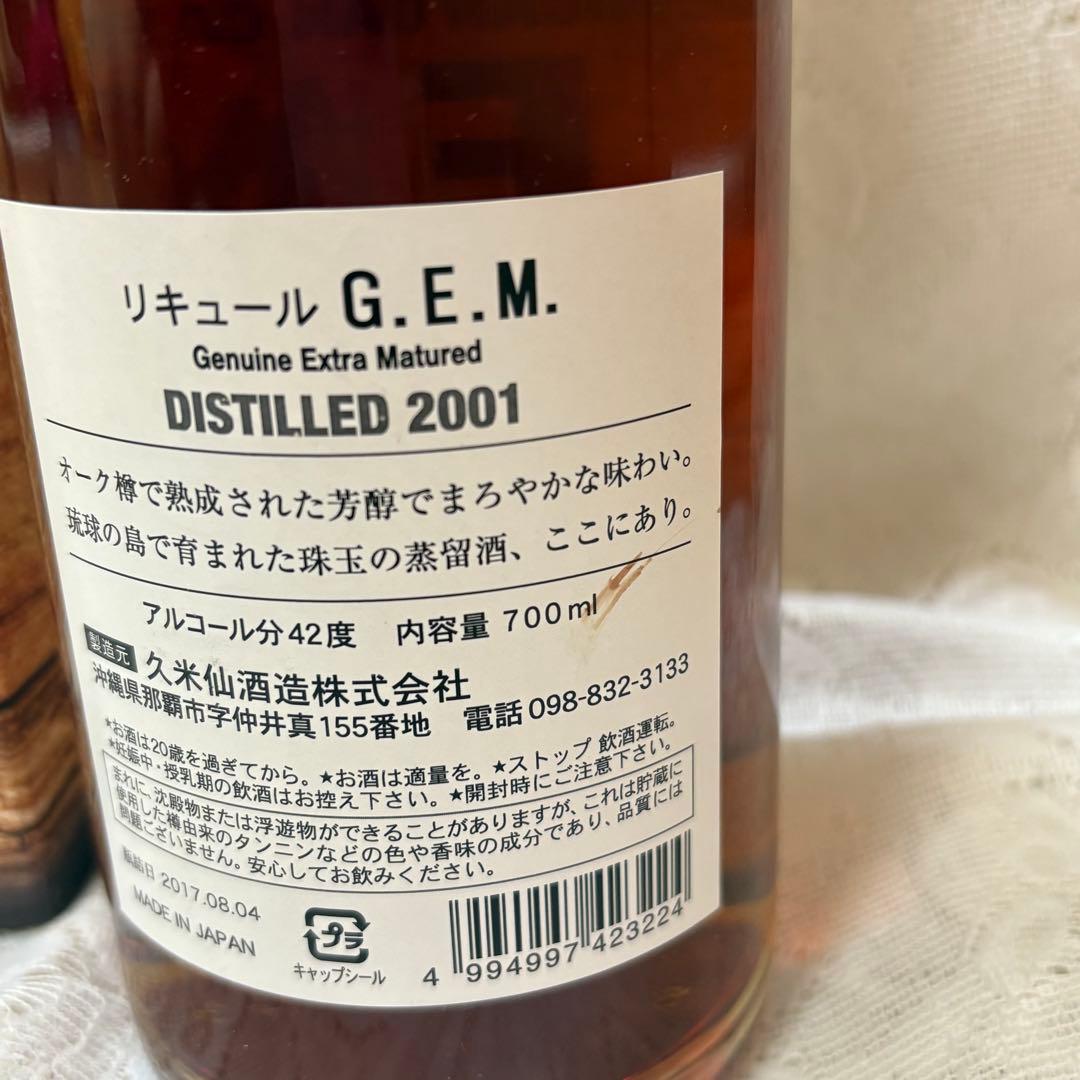 リキュール G.E.M.
Genuine Extra Matured
DISTILLED 2001
オーク樽で熟成された芳醇でまろやかな味わい。
琉球の島で育まれた珠玉の蒸留酒、ここにあり。
アルコール分42度 内容量 700ml
製造元 久米仙酒造株式会社
沖縄県那覇市字仲井真155番地 電話098-832-3133
★お酒は20歳を過ぎてから。★お酒は適量を。★ストップ 飲酒運転。
★妊娠中・授乳期の飲酒はお控え下さい。★開封時にご注意下さい。
まれに、沈殿物または浮遊物ができることがありますが、これは貯蔵に
使用した樽由来のタンニンなどの色や香味の成分であり、品質には
問題ございません。安心してお飲みください。
瓶詰日 2017.08.04
MADE IN JAPAN
プラ
キャップシール
4 994997 423224